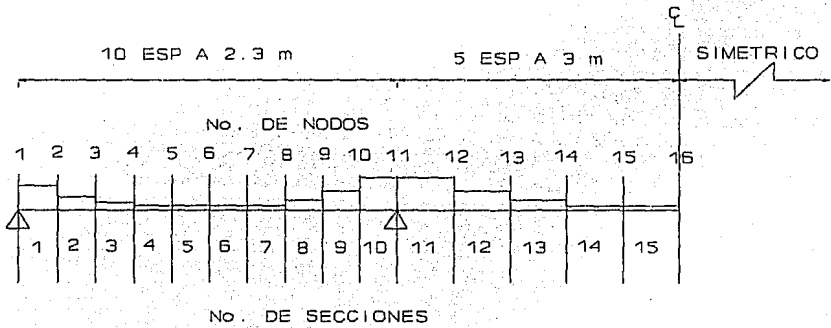 ℄
10 ESP A 2.3 m 5 ESP A 3 m SIMETRICO
No. DE NODOS
1 2 3 4 5 6 7 8 9 10 11 12 13 14 15 16
1 2 3 4 5 6 7 8 9 10 11 12 13 14 15
No. DE SECCIONES